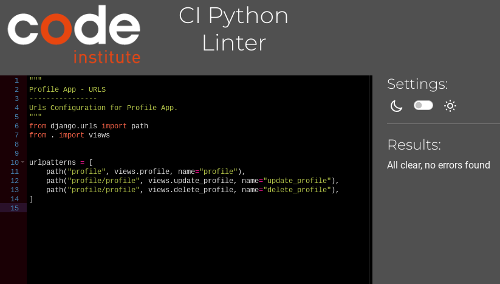 code
institute
CI Python
Linter
1 """
2 Profile App - URLS
3 ----------------
4 Urls Configuration for Profile App.
5 """
6 from django.urls import path
7 from . import views
8
9
10 urlpatterns = [
11 path("profile", views.profile, name="profile"),
12 path("profile/profile", views.update_profile, name="update_profile"),
13 path("profile/profile", views.delete_profile, name="delete_profile"),
14 ]
15
Settings:
Results:
All clear, no errors found